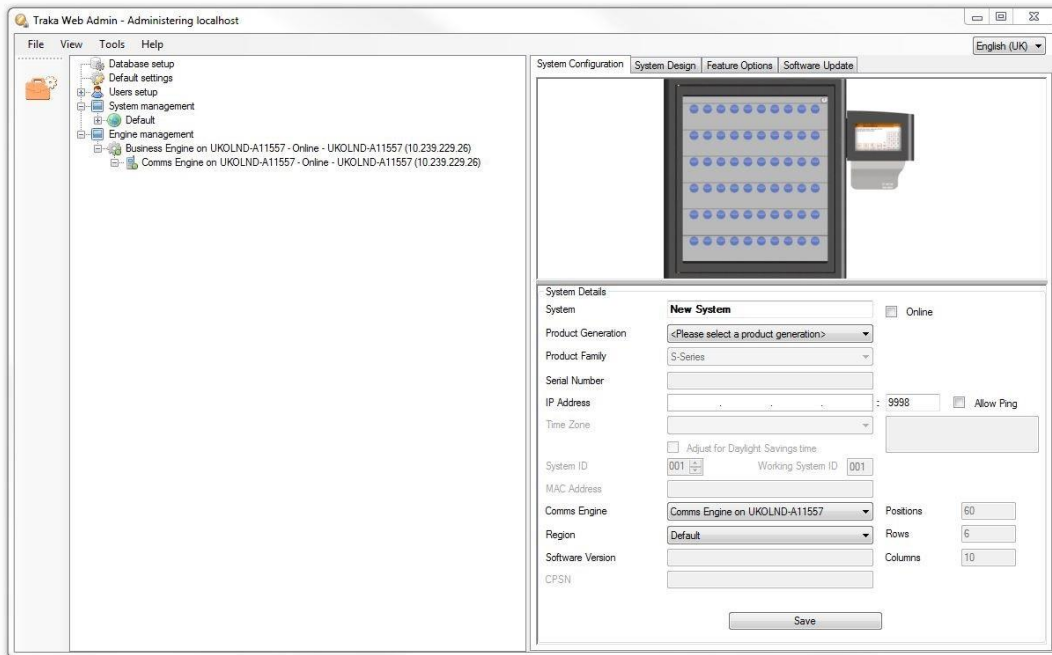 Traka Web Admin - Administering localhost
File View Tools Help
English (UK)
Database setup
Default settings
Users setup
System management
Default
Engine management
Business Engine on UKOLND-A11557 - Online - UKOLND-A11557 (10.239.229.26)
Comms Engine on UKOLND-A11557 - Online - UKOLND-A11557 (10.239.229.26)
System Configuration System Design Feature Options Software Update
System Details
System New System Online
Product Generation <Please select a product generation>
Product Family S-Series
Serial Number
IP Address . . . : 9998 Allow Ping
Time Zone
Adjust for Daylight Savings time
System ID 001 Working System ID 001
MAC Address
Comms Engine Comms Engine on UKOLND-A11557 Positions 60
Region Default Rows 6
Software Version Columns 10
CPSN
Save